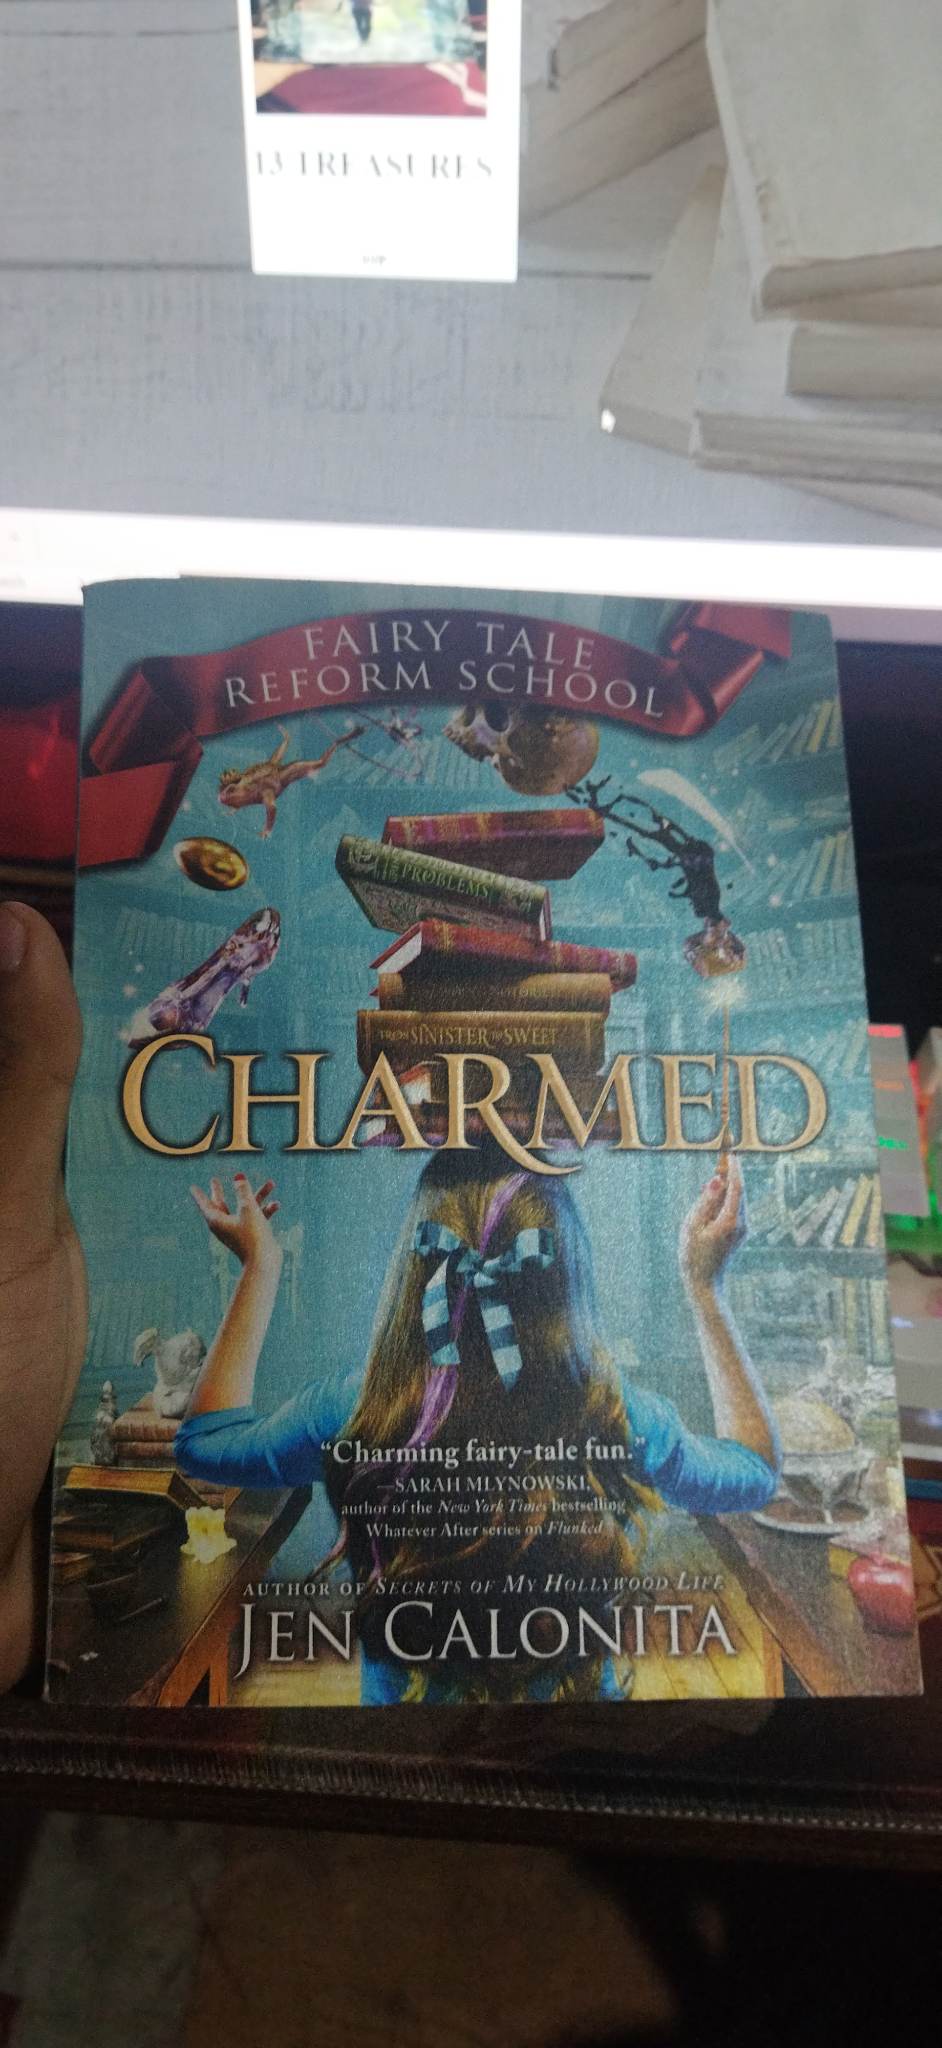 13 TREASURES
FAIRY TALE
REFORM SCHOOL
PROBLEMS
FROM SINISTER TO SWEET
CHARMED
“Charming fairy-tale fun.”
—SARAH MLYNOWSKI,
author of the New York Times bestselling
Whatever After series on Flunked
AUTHOR OF SECRETS OF MY HOLLYWOOD LIFE
JEN CALONITA